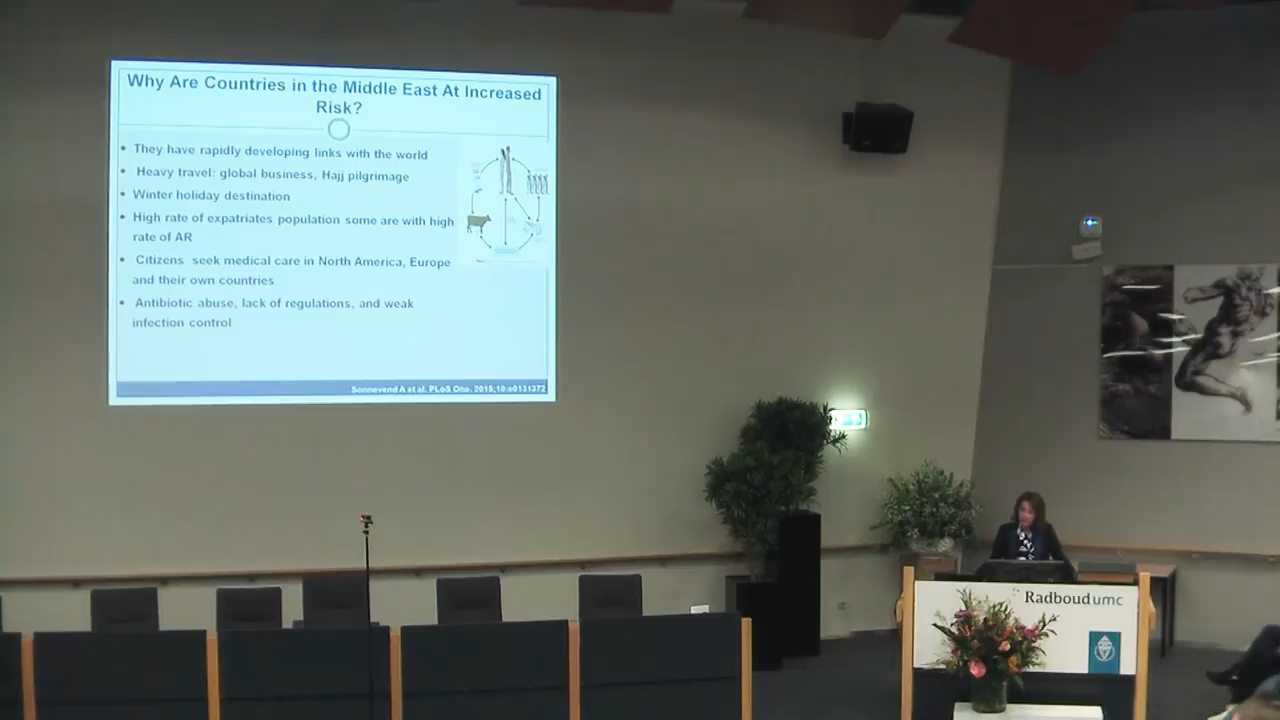 Why Are Countries in the Middle East At Increased
Risk?
• They have rapidly developing links with the world
• Heavy travel: global business, Hajj pilgrimage
• Winter holiday destination
• High rate of expatriates population some are with high
rate of AR
• Citizens seek medical care in North America, Europe
and their own countries
• Antibiotic abuse, lack of regulations, and weak
infection control
Sonnevend A et al. PLoS One. 2015;10:e0131372
Radboudumc